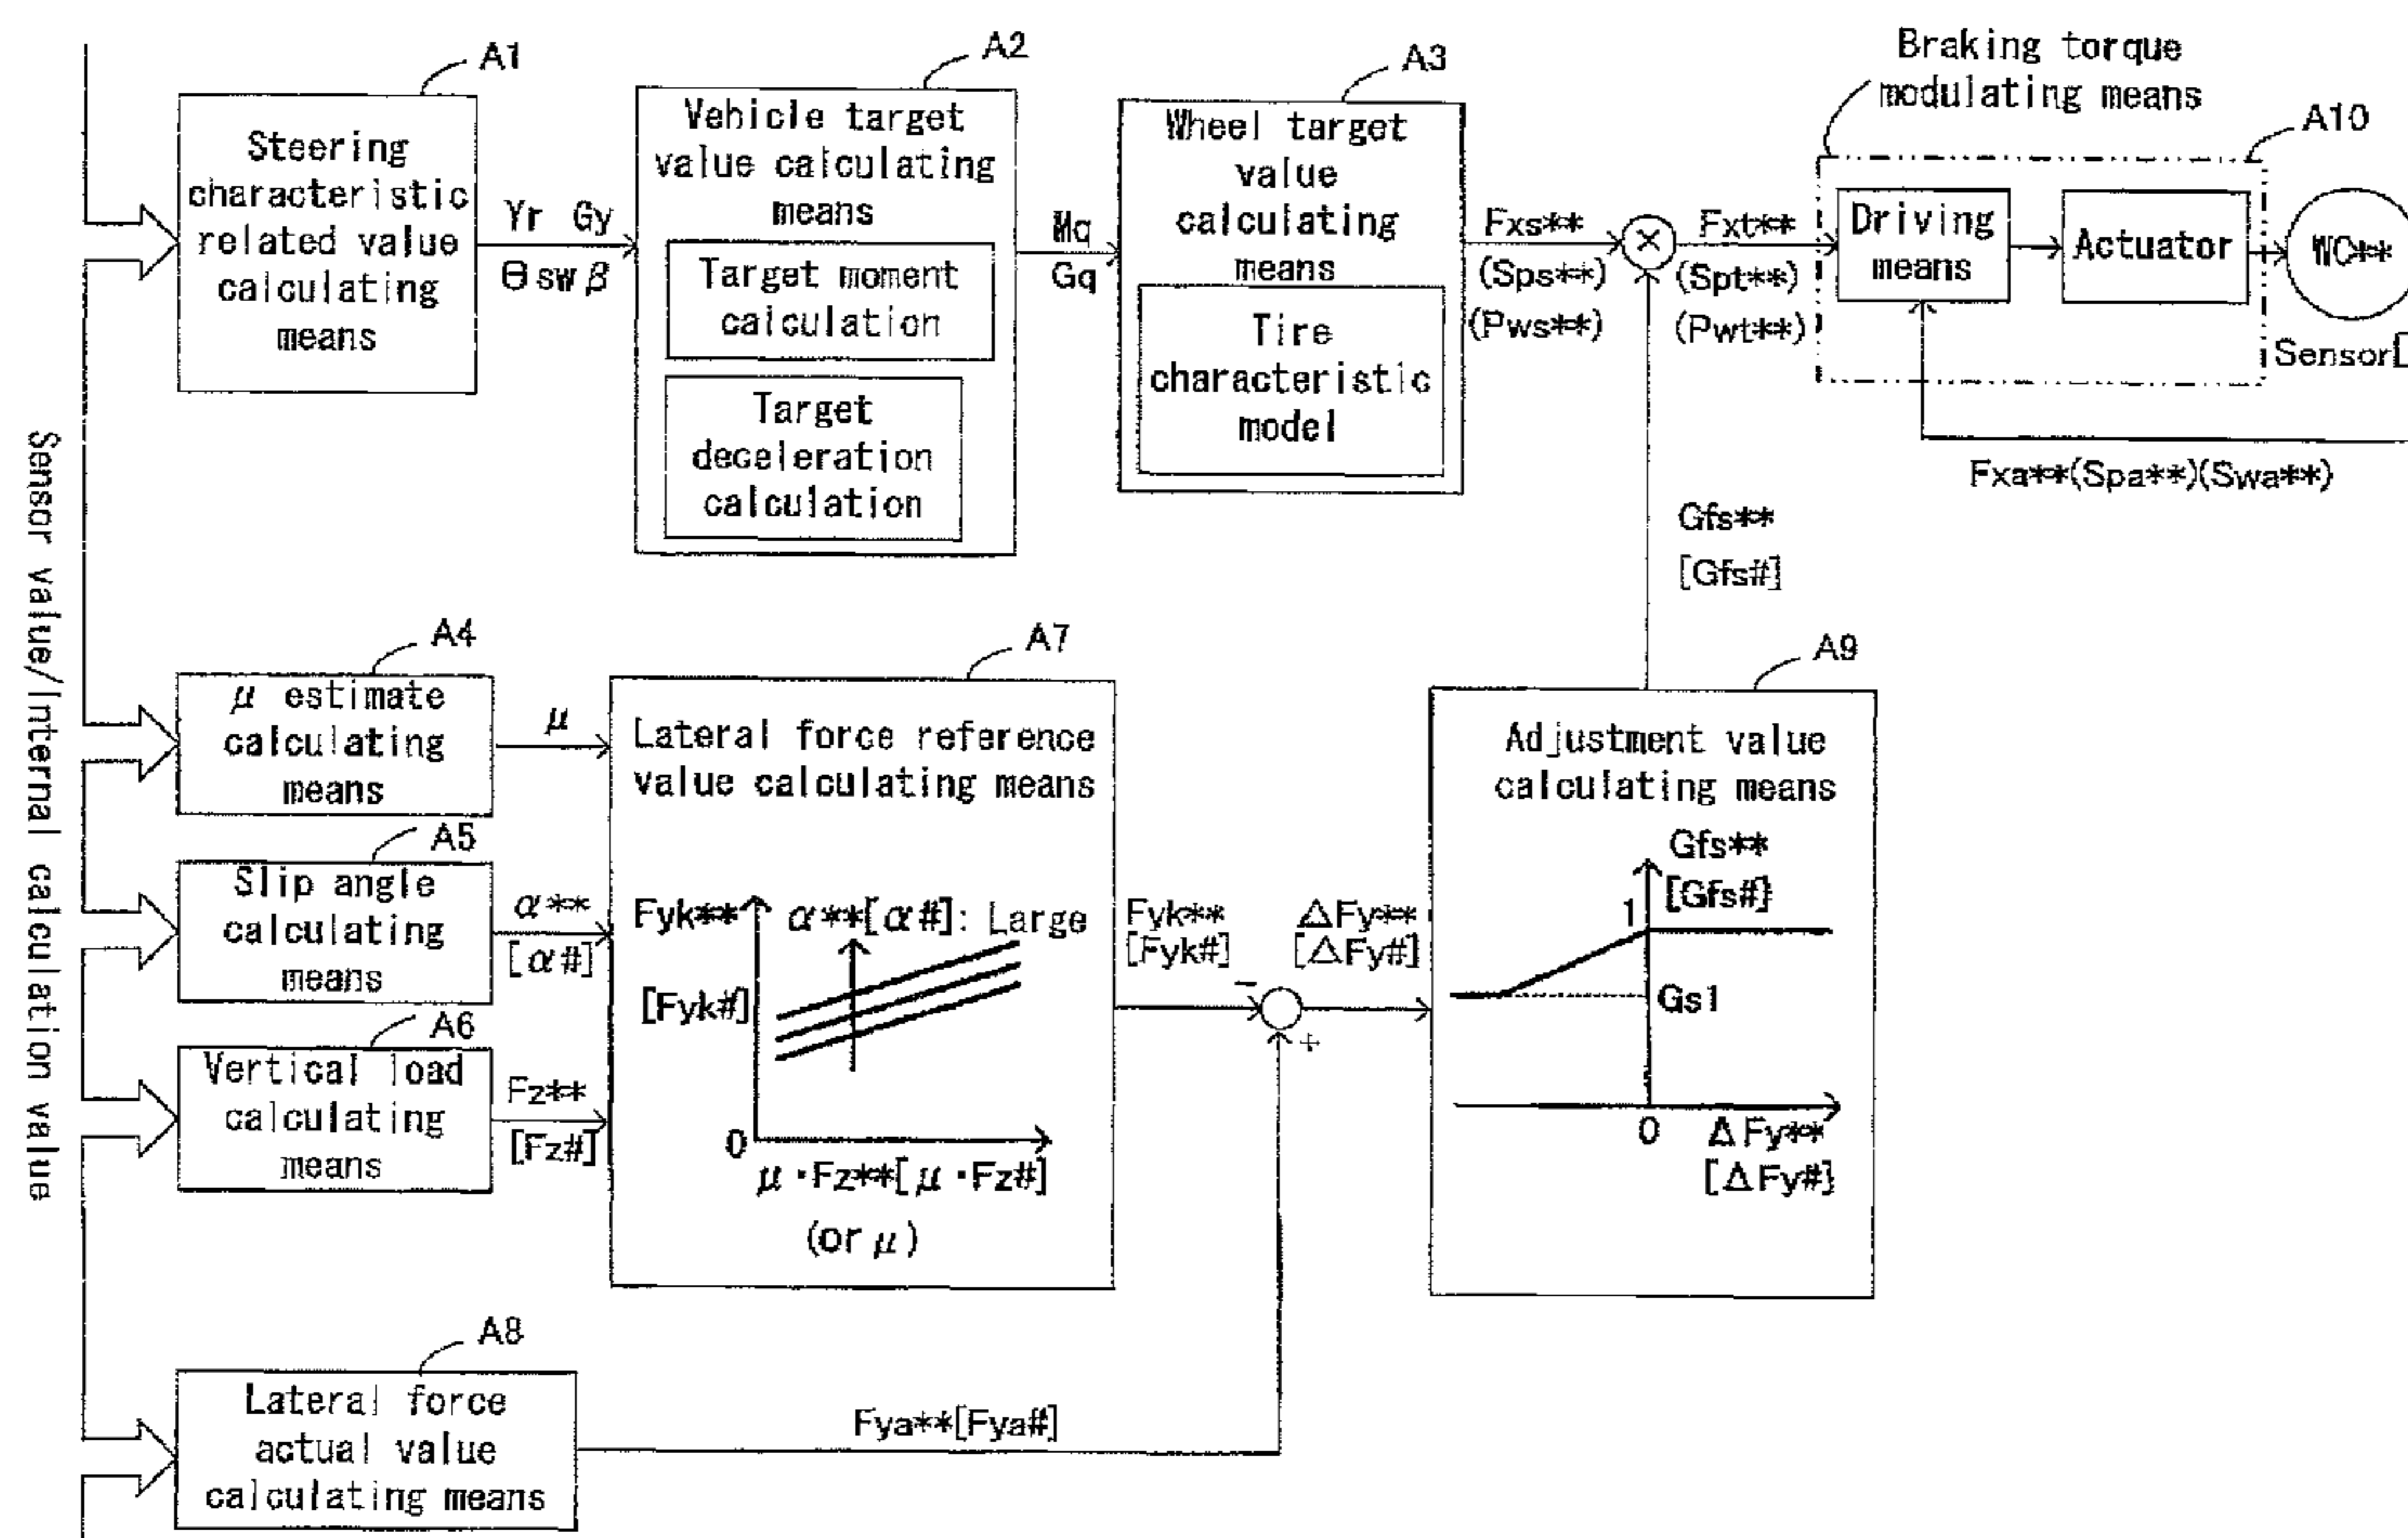 Sensor value/Internal calculation value
A1
Steering
characteristic
related value
calculating
means
Yr Gy
θsw β
A2
Vehicle target
value calculating
means
Target moment
calculation
Target
deceleration
calculation
Mq
Gq
A3
Wheel target
value
calculating
means
Tire
characteristic
model
Fxs**
(Sps**)
(Pws**)
×
Fxt**
(Spt**)
(Pwt**)
Braking torque
modulating means
A10
Driving
means
Actuator
WC**
Sensor
Fxa**(Spa**)(Swa**)
Gfs**
[Gfs#]
A4
μ estimate
calculating
means
μ
A5
Slip angle
calculating
means
α**
[α#]
A6
Vertical load
calculating
means
Fz**
[Fz#]
A7
Lateral force reference
value calculating means
Fyk**
[Fyk#]
α**[α#]: Large
0
μ・Fz**[μ・Fz#]
(or μ)
Fyk**
[Fyk#]
-
+
ΔFy**
[ΔFy#]
A9
Adjustment value
calculating means
Gfs**
[Gfs#]
1
Gs1
0
ΔFy**
[ΔFy#]
A8
Lateral force
actual value
calculating means
Fya**[Fya#]